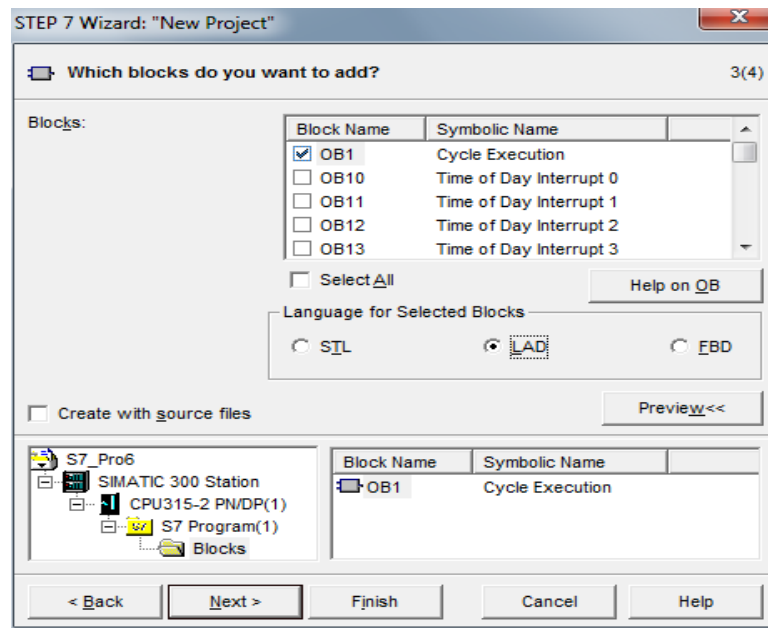 STEP 7 Wizard: "New Project"
Which blocks do you want to add? 3(4)
Blocks:
Block Name Symbolic Name
OB1 Cycle Execution
OB10 Time of Day Interrupt 0
OB11 Time of Day Interrupt 1
OB12 Time of Day Interrupt 2
OB13 Time of Day Interrupt 3
Select All
Help on OB
Language for Selected Blocks
STL LAD FBD
Create with source files
Preview<<
S7_Pro6
SIMATIC 300 Station
CPU315-2 PN/DP(1)
S7 Program(1)
Blocks
Block Name Symbolic Name
OB1 Cycle Execution
< Back Next > Finish Cancel Help